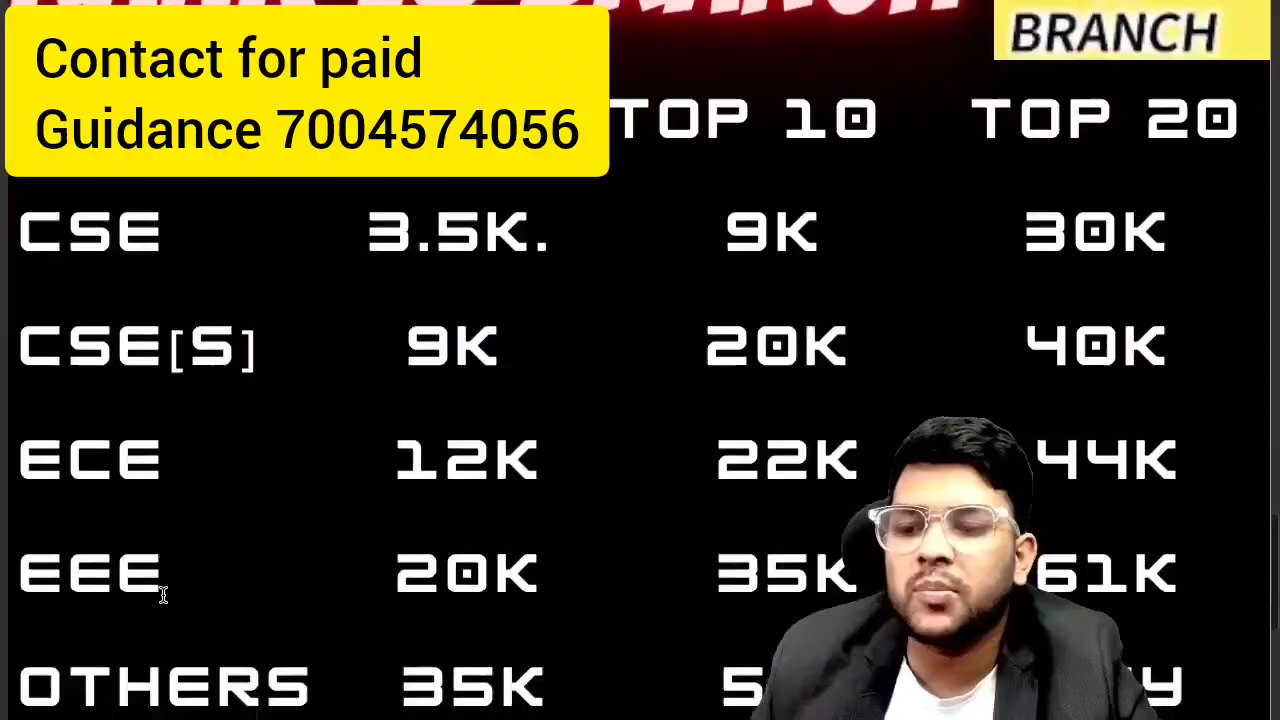 BRANCH
Contact for paid
Guidance 7004574056
TOP 10 TOP 20
CSE 3.5K. 9K 30K
CSE[S] 9K 20K 40K
ECE 12K 22K 44K
EEE 20K 35K 61K
OTHERS 35K